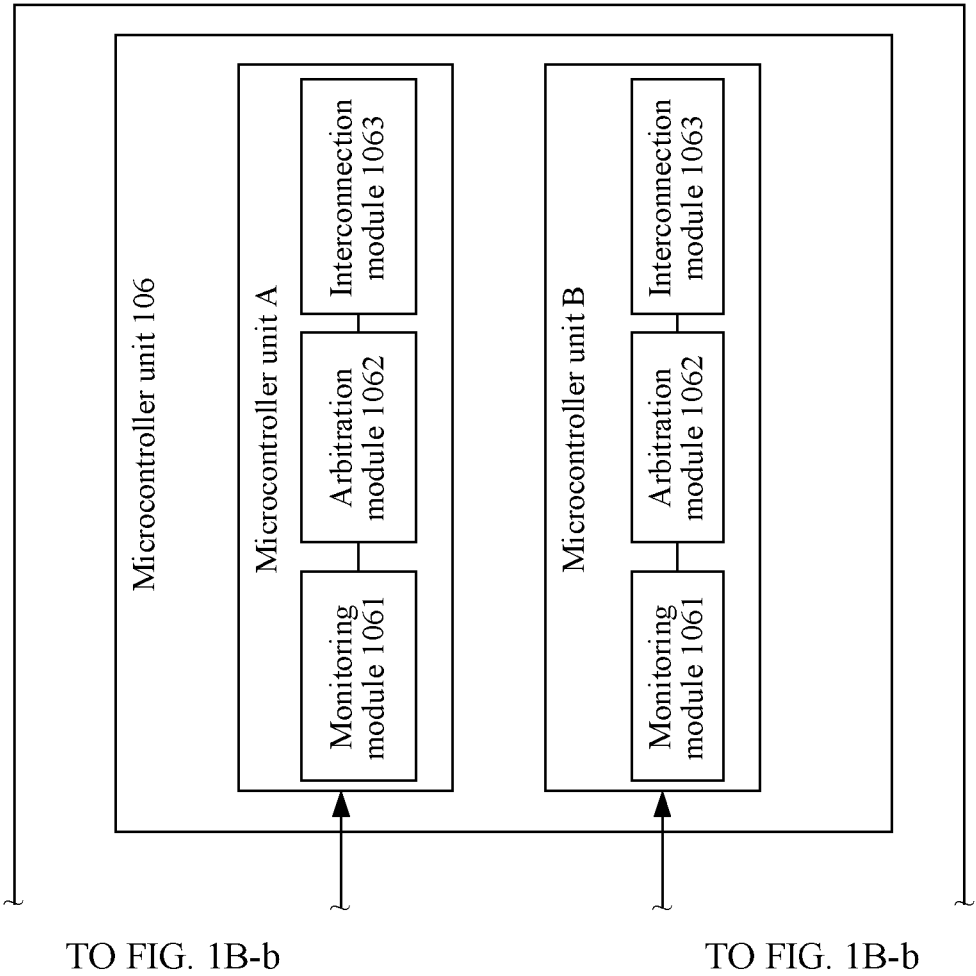 Microcontroller unit 106
Microcontroller unit A
Monitoring
module 1061
Arbitration
module 1062
Interconnection
module 1063
Microcontroller unit B
Monitoring
module 1061
Arbitration
module 1062
Interconnection
module 1063
TO FIG. 1B-b
TO FIG. 1B-b